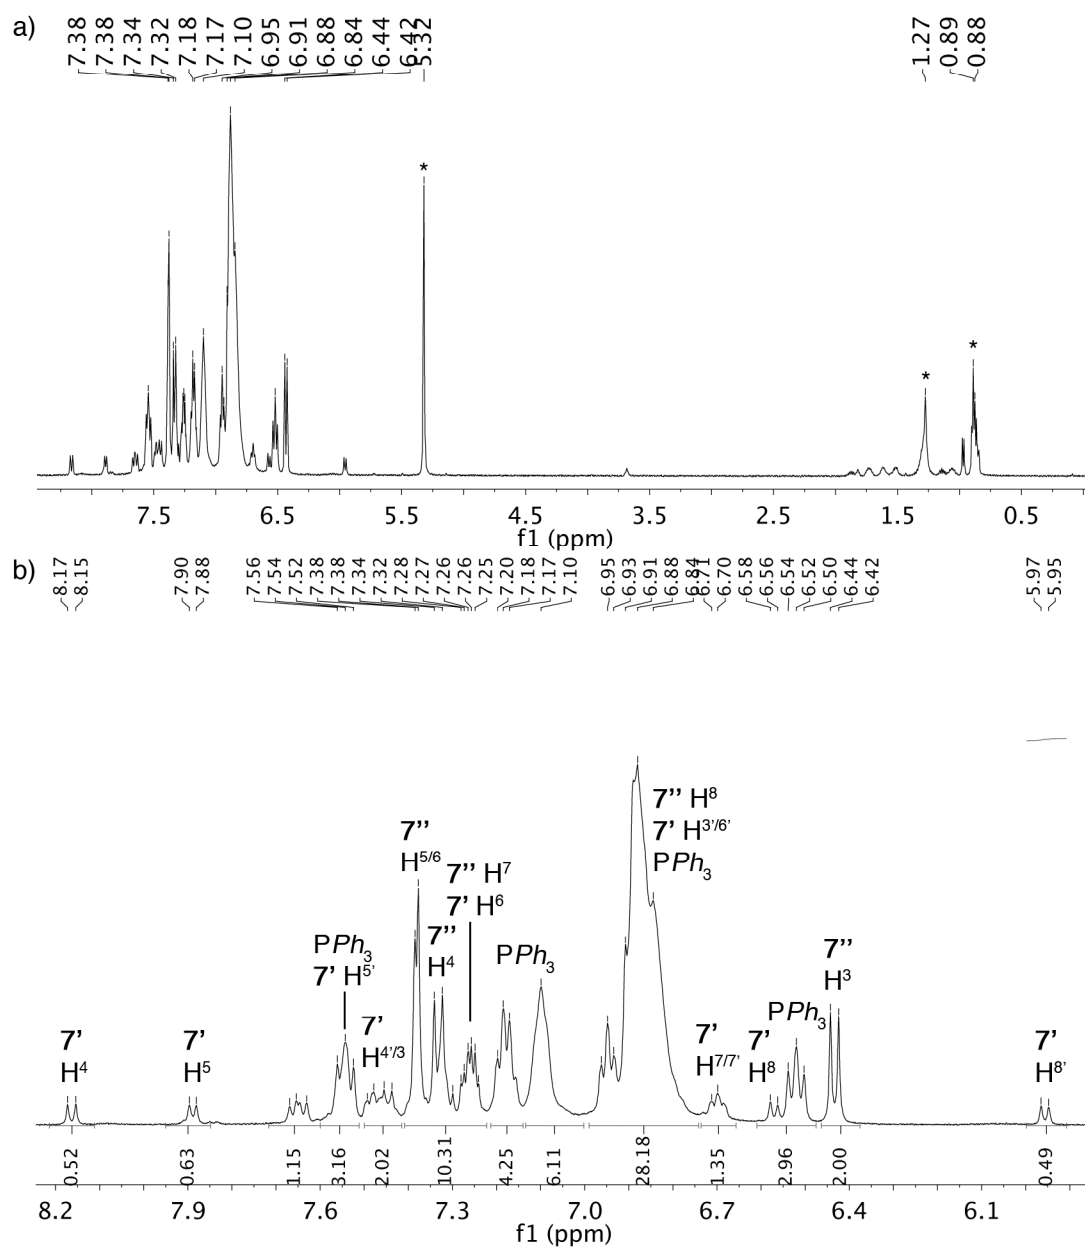 a)
7.38 7.38 7.34 7.32 7.18 7.17 7.10 6.95 6.91 6.88 6.84 6.44 6.42 5.32 1.27 0.89 0.88
*
*
*
7.5 6.5 5.5 4.5 3.5 2.5 1.5 0.5
f1 (ppm)
b)
8.17 8.15 7.90 7.88 7.56 7.54 7.52 7.38 7.38 7.34 7.32 7.28 7.27 7.26 7.26 7.25 7.20 7.18 7.17 7.10 6.95 6.93 6.91 6.88 6.84 6.71 6.70 6.58 6.56 6.54 6.52 6.50 6.44 6.42 5.97 5.95
7'' H8
7' H3'/6'
PPh3
7''
H5/6
7'' H7
7' H6
7''
H4
PPh3
7' H5'
PPh3
7''
H3
PPh3
7'
H4
7'
H5
7'
H4'/3
7'
H7/7'
7'
H8
7'
H8'
0.52 0.63 1.15 3.16 2.02 10.31 4.25 6.11 28.18 1.35 2.96 2.00 0.49
8.2 7.9 7.6 7.3 7.0 6.7 6.4 6.1
f1 (ppm)